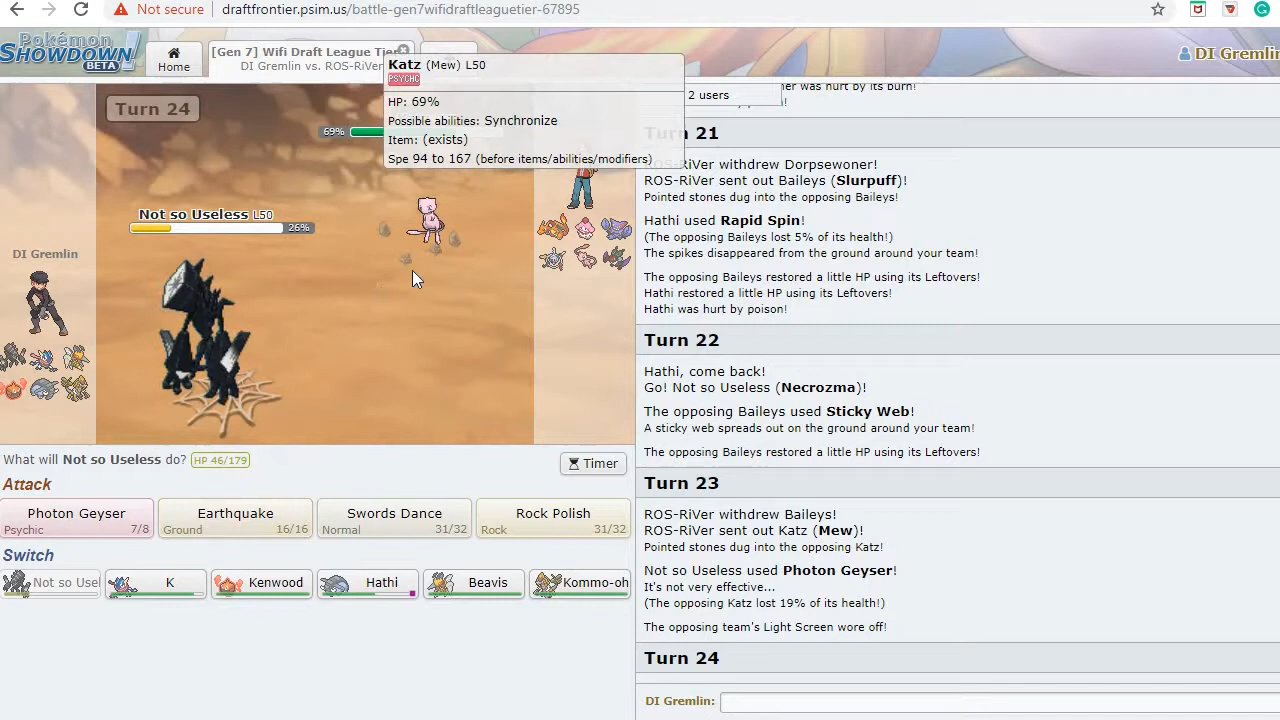 Not secure
draftfrontier.psim.us/battle-gen7wifidraftleaguetier-67895
Pokémon
SHOWDOWN!
BETA
Home
[Gen 7] Wifi Draft League Tier
DI Gremlin vs. ROS-RiVer
DI Gremlin
Katz (Mew) L50
PSYCHC
HP: 69%
Possible abilities: Synchronize
Item: (exists)
Spe 94 to 167 (before items/abilities/modifiers)
2 users
Turn 24
69%
Not so Useless L50
26%
DI Gremlin
What will Not so Useless do? HP 46/179
Timer
Attack
Photon Geyser
Psychic 7/8
Earthquake
Ground 16/16
Swords Dance
Normal 31/32
Rock Polish
Rock 31/32
Switch
Not so Usel
K
Kenwood
Hathi
Beavis
Kommo-oh
was hurt by its burn!
Turn 21
ROS-RiVer withdrew Dorpsewoner!
ROS-RiVer sent out Baileys (Slurpuff)!
Pointed stones dug into the opposing Baileys!
Hathi used Rapid Spin!
(The opposing Baileys lost 5% of its health!)
The spikes disappeared from the ground around your team!
The opposing Baileys restored a little HP using its Leftovers!
Hathi restored a little HP using its Leftovers!
Hathi was hurt by poison!
Turn 22
Hathi, come back!
Go! Not so Useless (Necrozma)!
The opposing Baileys used Sticky Web!
A sticky web spreads out on the ground around your team!
The opposing Baileys restored a little HP using its Leftovers!
Turn 23
ROS-RiVer withdrew Baileys!
ROS-RiVer sent out Katz (Mew)!
Pointed stones dug into the opposing Katz!
Not so Useless used Photon Geyser!
It's not very effective...
(The opposing Katz lost 19% of its health!)
The opposing team's Light Screen wore off!
Turn 24
DI Gremlin: